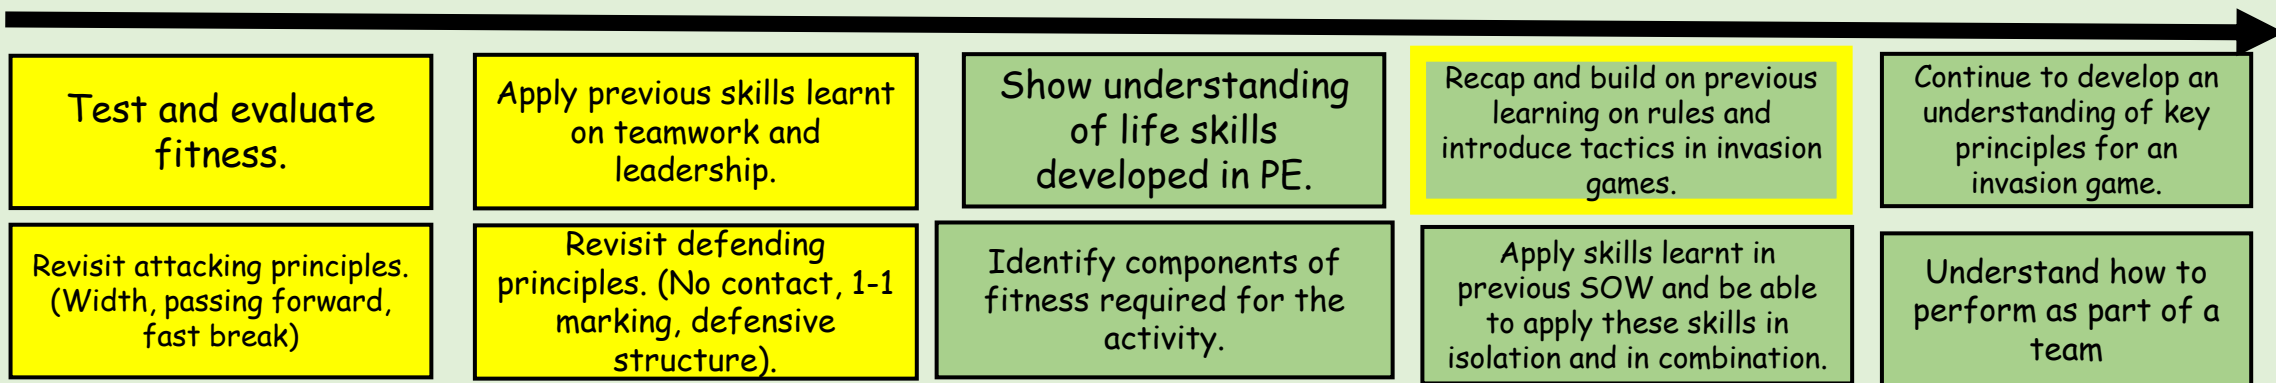 Test and evaluate
fitness.
Apply previous skills learnt
on teamwork and
leadership.
Show understanding
of life skills
developed in PE.
Recap and build on previous
learning on rules and
introduce tactics in invasion
games.
Continue to develop an
understanding of key
principles for an
invasion game.
Revisit attacking principles.
(Width, passing forward,
fast break)
Revisit defending
principles. (No contact, 1-1
marking, defensive
structure).
Identify components of
fitness required for the
activity.
Apply skills learnt in
previous SOW and be able
to apply these skills in
isolation and in combination.
Understand how to
perform as part of a
team